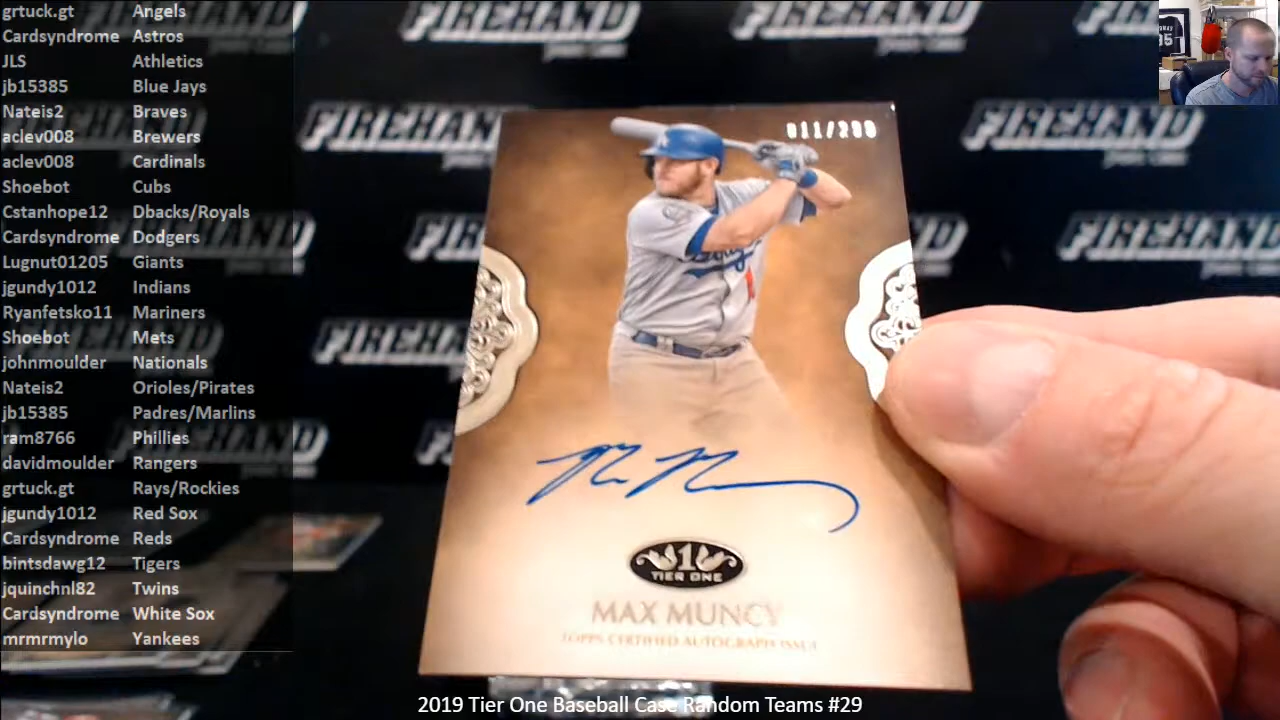 grtuck.gt Angels
Cardsyndrome Astros
JLS Athletics
jb15385 Blue Jays
Nateis2 Braves
aclev008 Brewers
aclev008 Cardinals
Shoebot Cubs
Cstanhope12 Dbacks/Royals
Cardsyndrome Dodgers
Lugnut01205 Giants
jgundy1012 Indians
Ryanfetsko11 Mariners
Shoebot Mets
johnmoulder Nationals
Nateis2 Orioles/Pirates
jb15385 Padres/Marlins
ram8766 Phillies
davidmoulder Rangers
grtuck.gt Rays/Rockies
jgundy1012 Red Sox
Cardsyndrome Reds
bintsdawg12 Tigers
jquinchnl82 Twins
Cardsyndrome White Sox
mrmrmylo Yankees
FIREHAND
FIREHAND
FIREHAND
FIREHAND
011/200
1
TIER ONE
MAX MUNCY
TOPPS CERTIFIED AUTOGRAPH ISSUE
2019 Tier One Baseball Case Random Teams #29